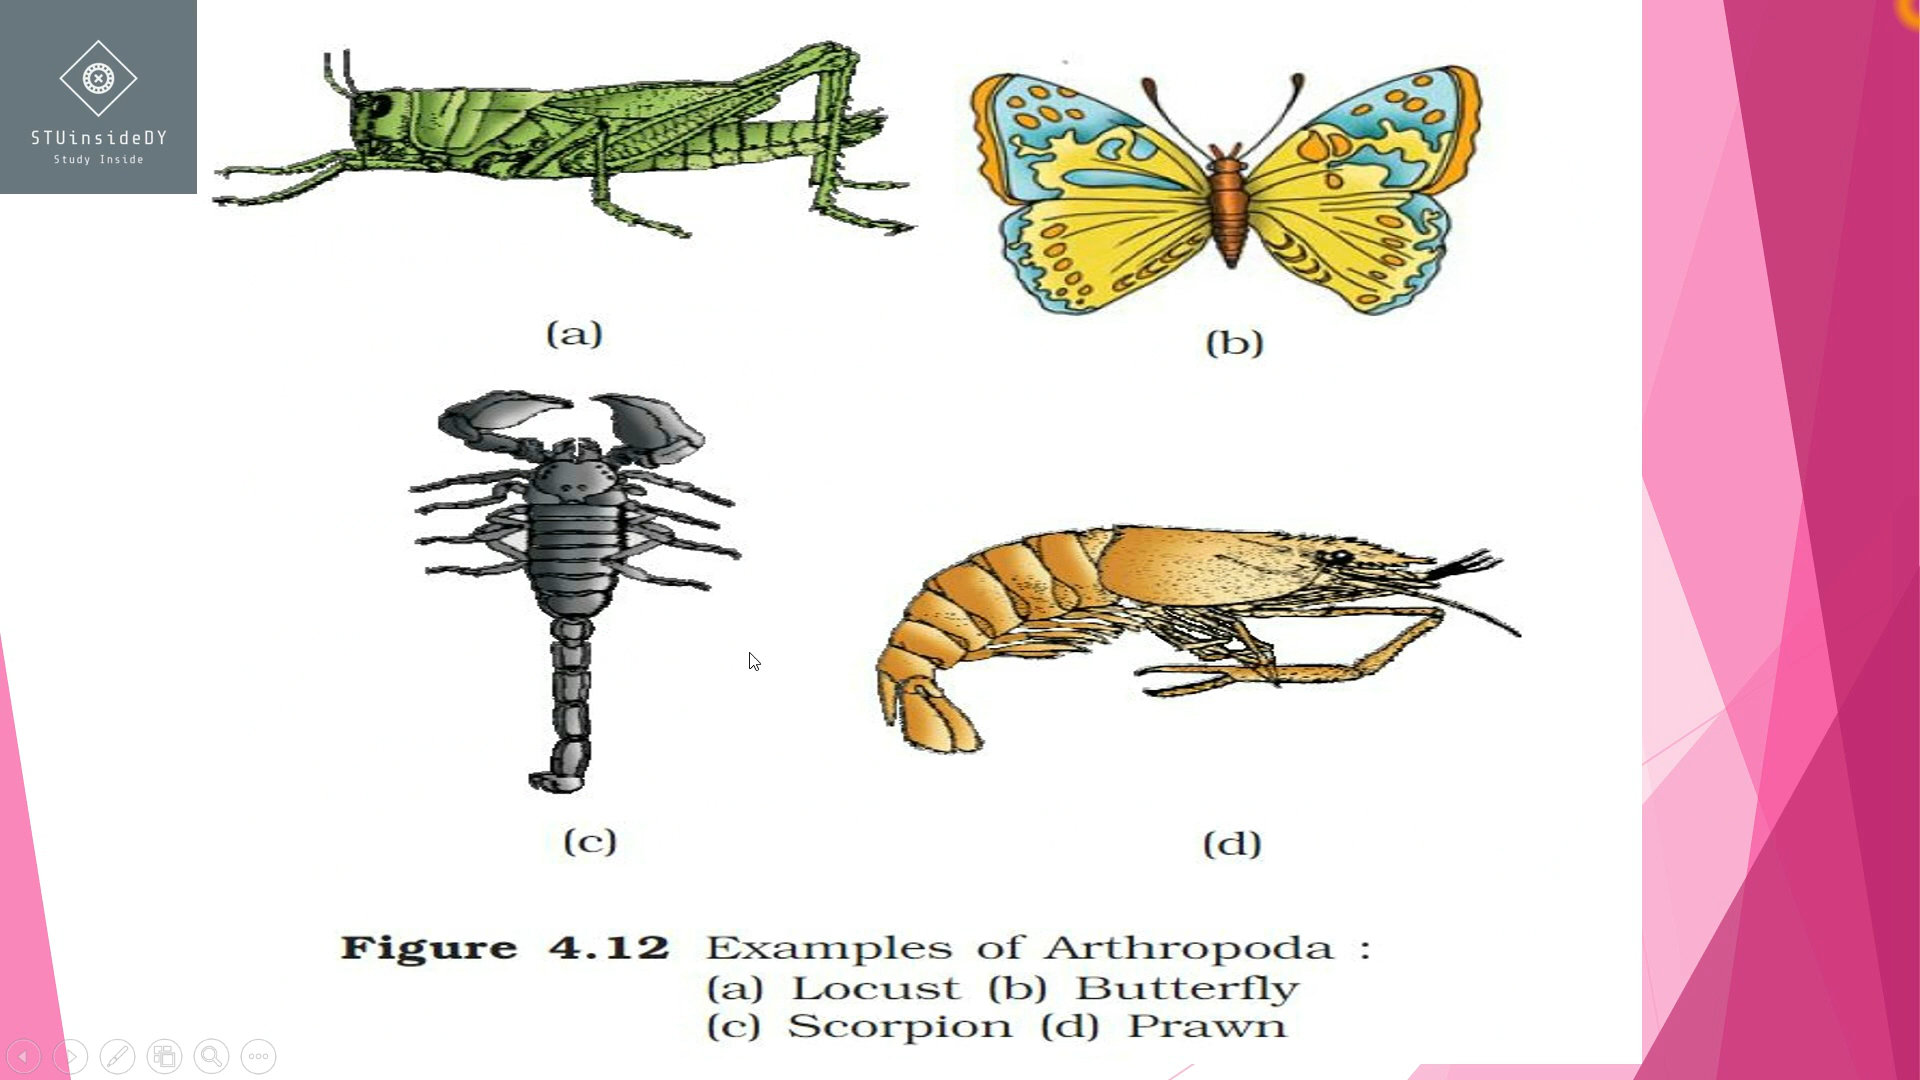 STUinsideDY
Study Inside
(a)
(b)
(c)
(d)
Figure 4.12 Examples of Arthropoda :
(a) Locust (b) Butterfly
(c) Scorpion (d) Prawn